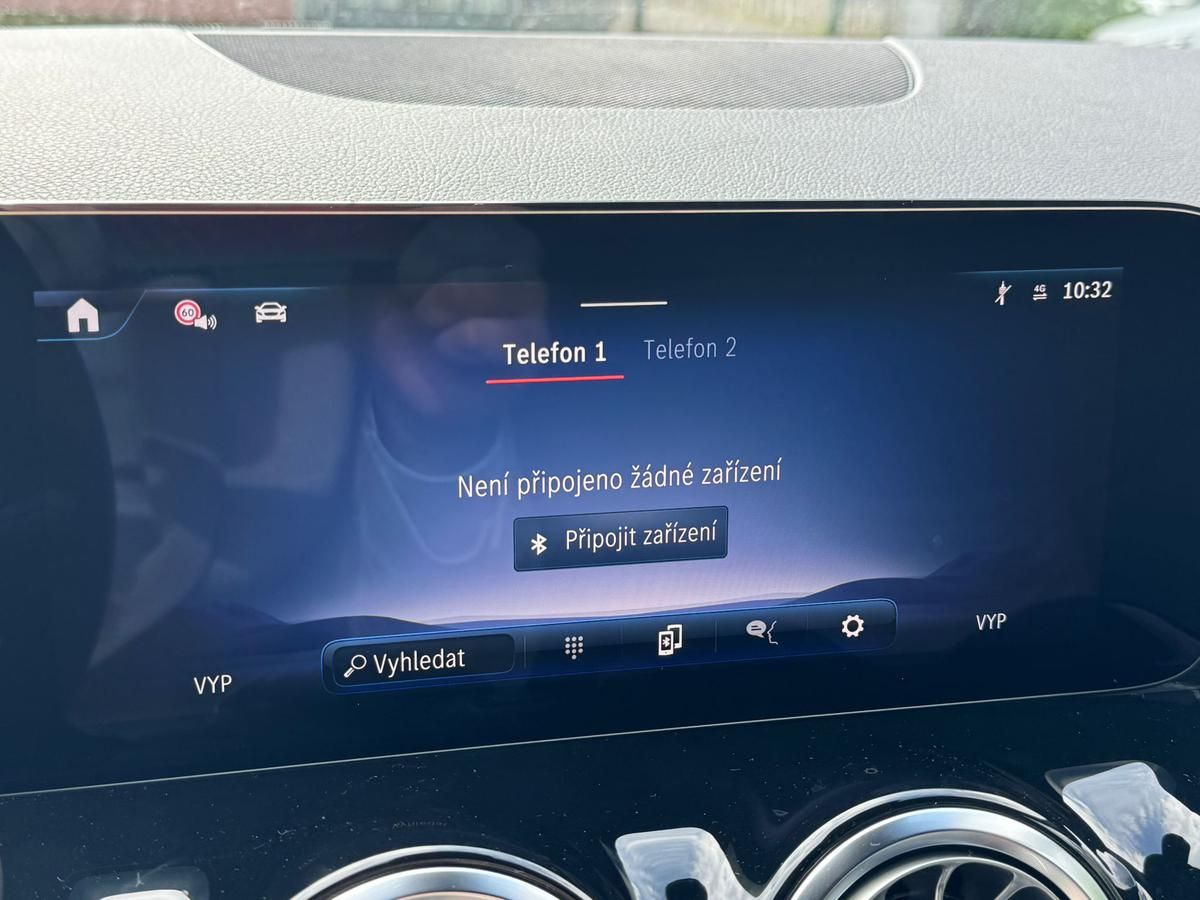 60
4G
10:32
Telefon 1 Telefon 2
Není připojeno žádné zařízení
Připojit zařízení
VYP
Vyhledat
VYP